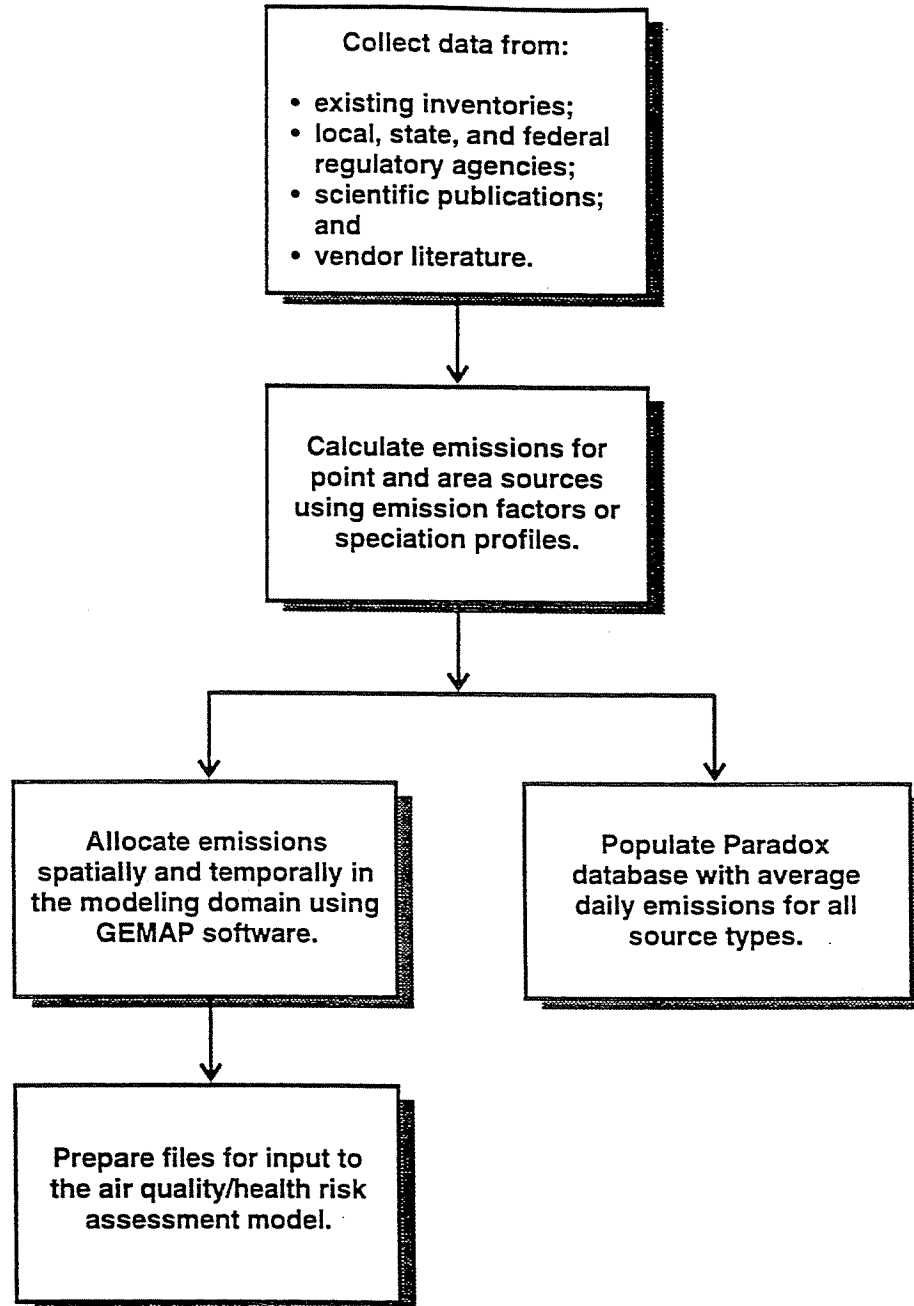 Collect data from:
• existing inventories;
• local, state, and federal
regulatory agencies;
• scientific publications;
and
• vendor literature.
Calculate emissions for
point and area sources
using emission factors or
speciation profiles.
Allocate emissions
spatially and temporally in
the modeling domain using
GEMAP software.
Populate Paradox
database with average
daily emissions for all
source types.
Prepare files for input to
the air quality/health risk
assessment model.